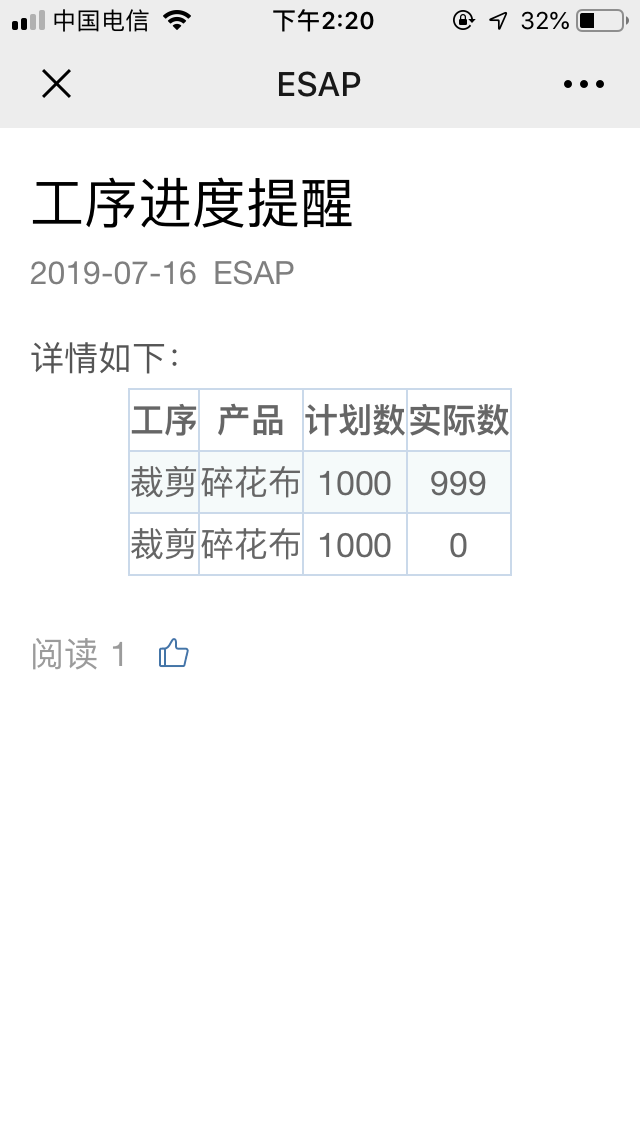 中国电信 下午2:20 32%
ESAP
工序进度提醒
2019-07-16 ESAP
详情如下：
工序 产品 计划数 实际数
裁剪 碎花布 1000 999
裁剪 碎花布 1000 0
阅读 1